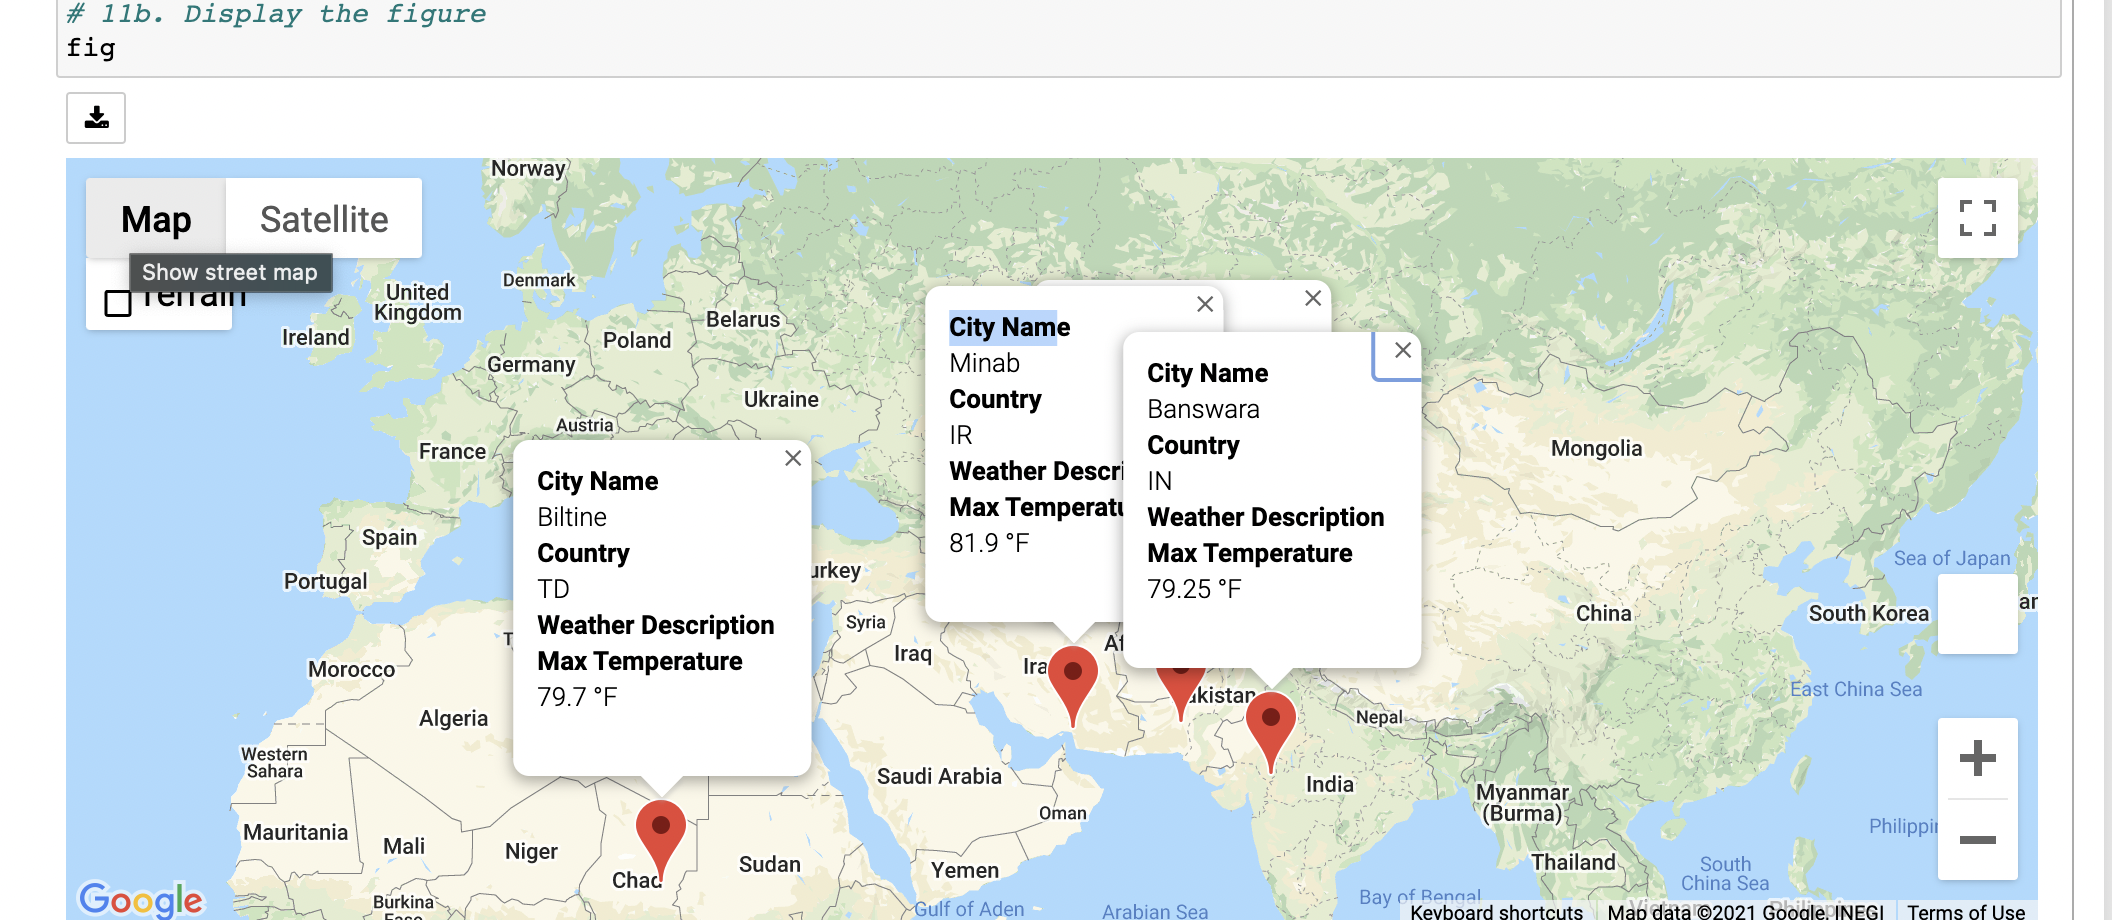 # 11b. Display the figure
fig
Norway
Map
Satellite
Show street map
Terrain
United
Kingdom
Ireland
Denmark
Belarus
Poland
Germany
Ukraine
Austria
France
Spain
Portugal
City Name
Biltine
Country
TD
Weather Description
Max Temperature
79.7 °F
City Name
Minab
Country
IR
Weather Descri
Max Temperatu
81.9 °F
City Name
Banswara
Country
IN
Weather Description
Max Temperature
79.25 °F
Mongolia
Sea of Japan
China
South Korea
East China Sea
urkey
Syria
Iraq
Ira
Af
akistan
Nepal
Morocco
Algeria
Western
Sahara
Saudi Arabia
Oman
India
Myanmar
(Burma)
Mauritania
Mali
Niger
Chad
Sudan
Yemen
Thailand
Philippin
South
China Sea
Burkina
Faso
Google
Gulf of Aden
Arabian Sea
Bay of Bengal
Vietnam
Philippines
Keyboard shortcuts
Map data ©2021 Google, INEGI
Terms of Use